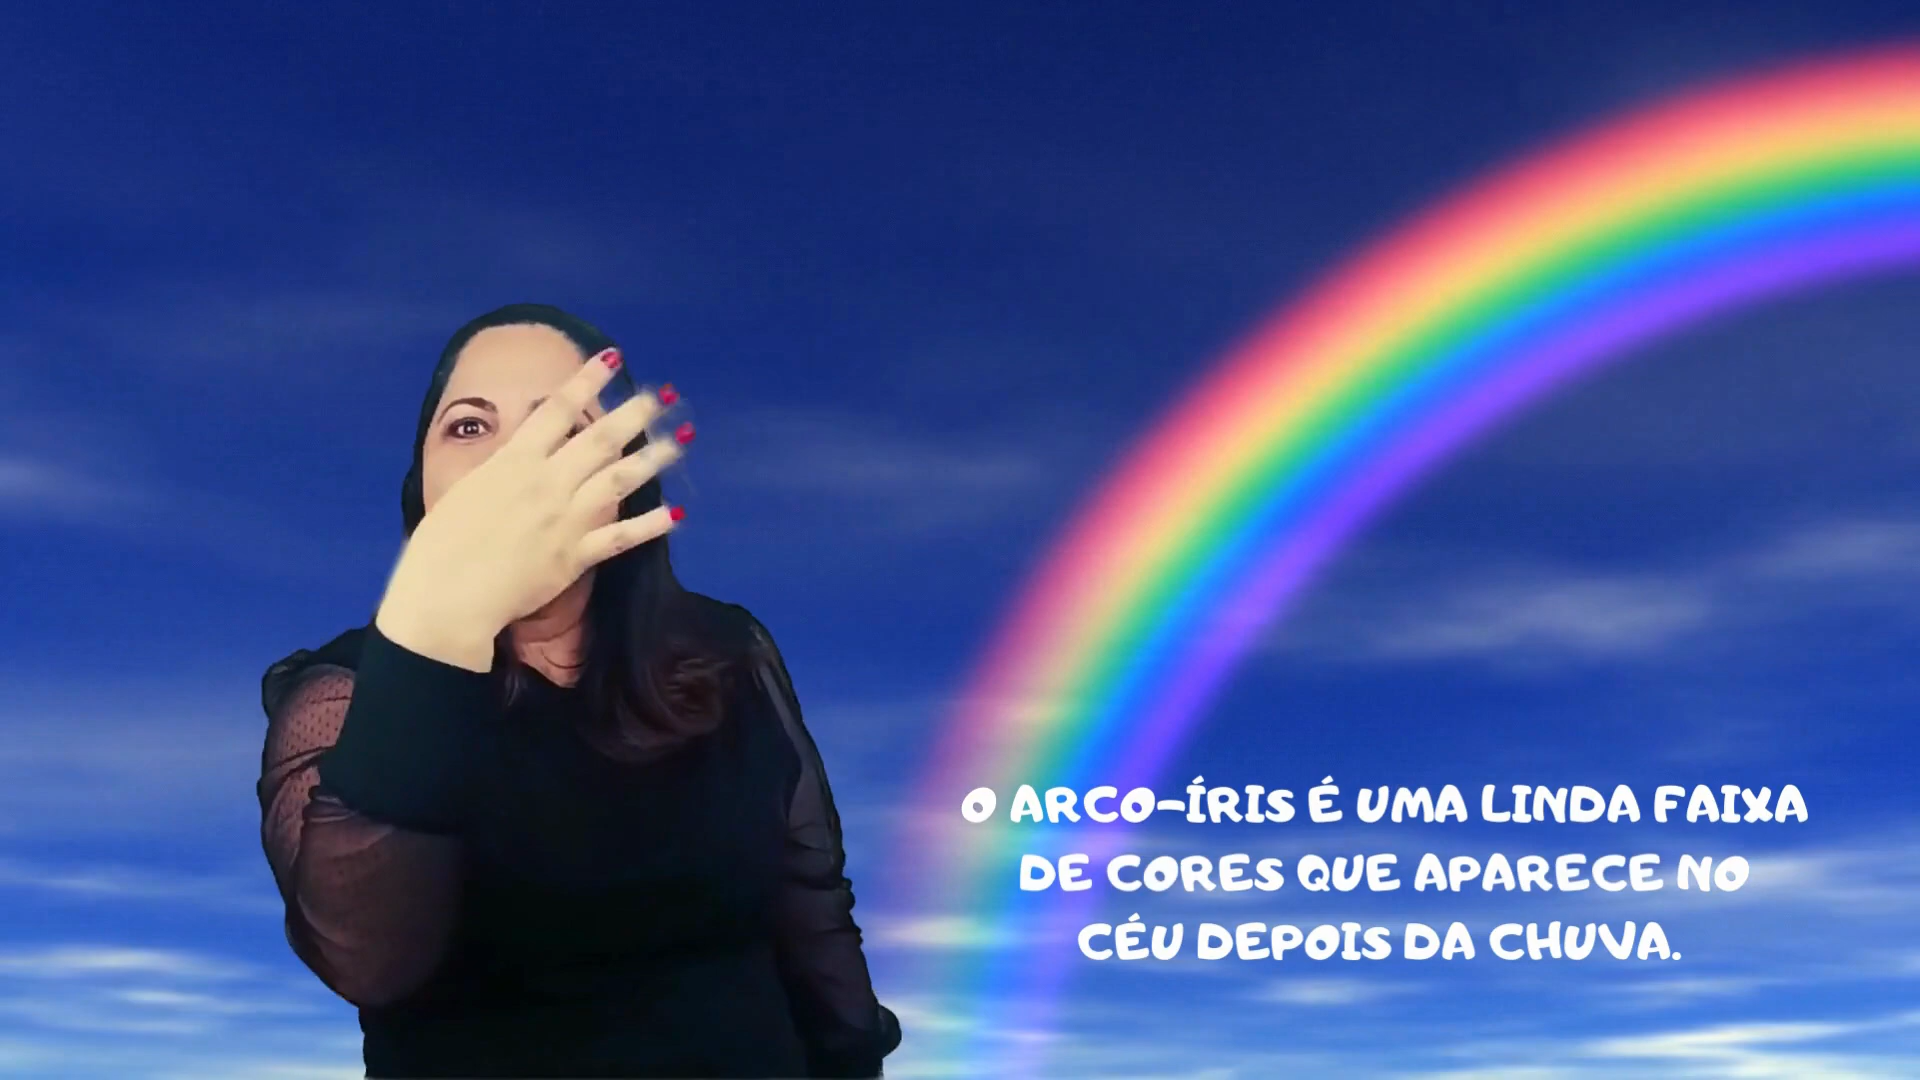 O ARCO-ÍRIS É UMA LINDA FAIXA
DE CORES QUE APARECE NO
CÉU DEPOIS DA CHUVA.